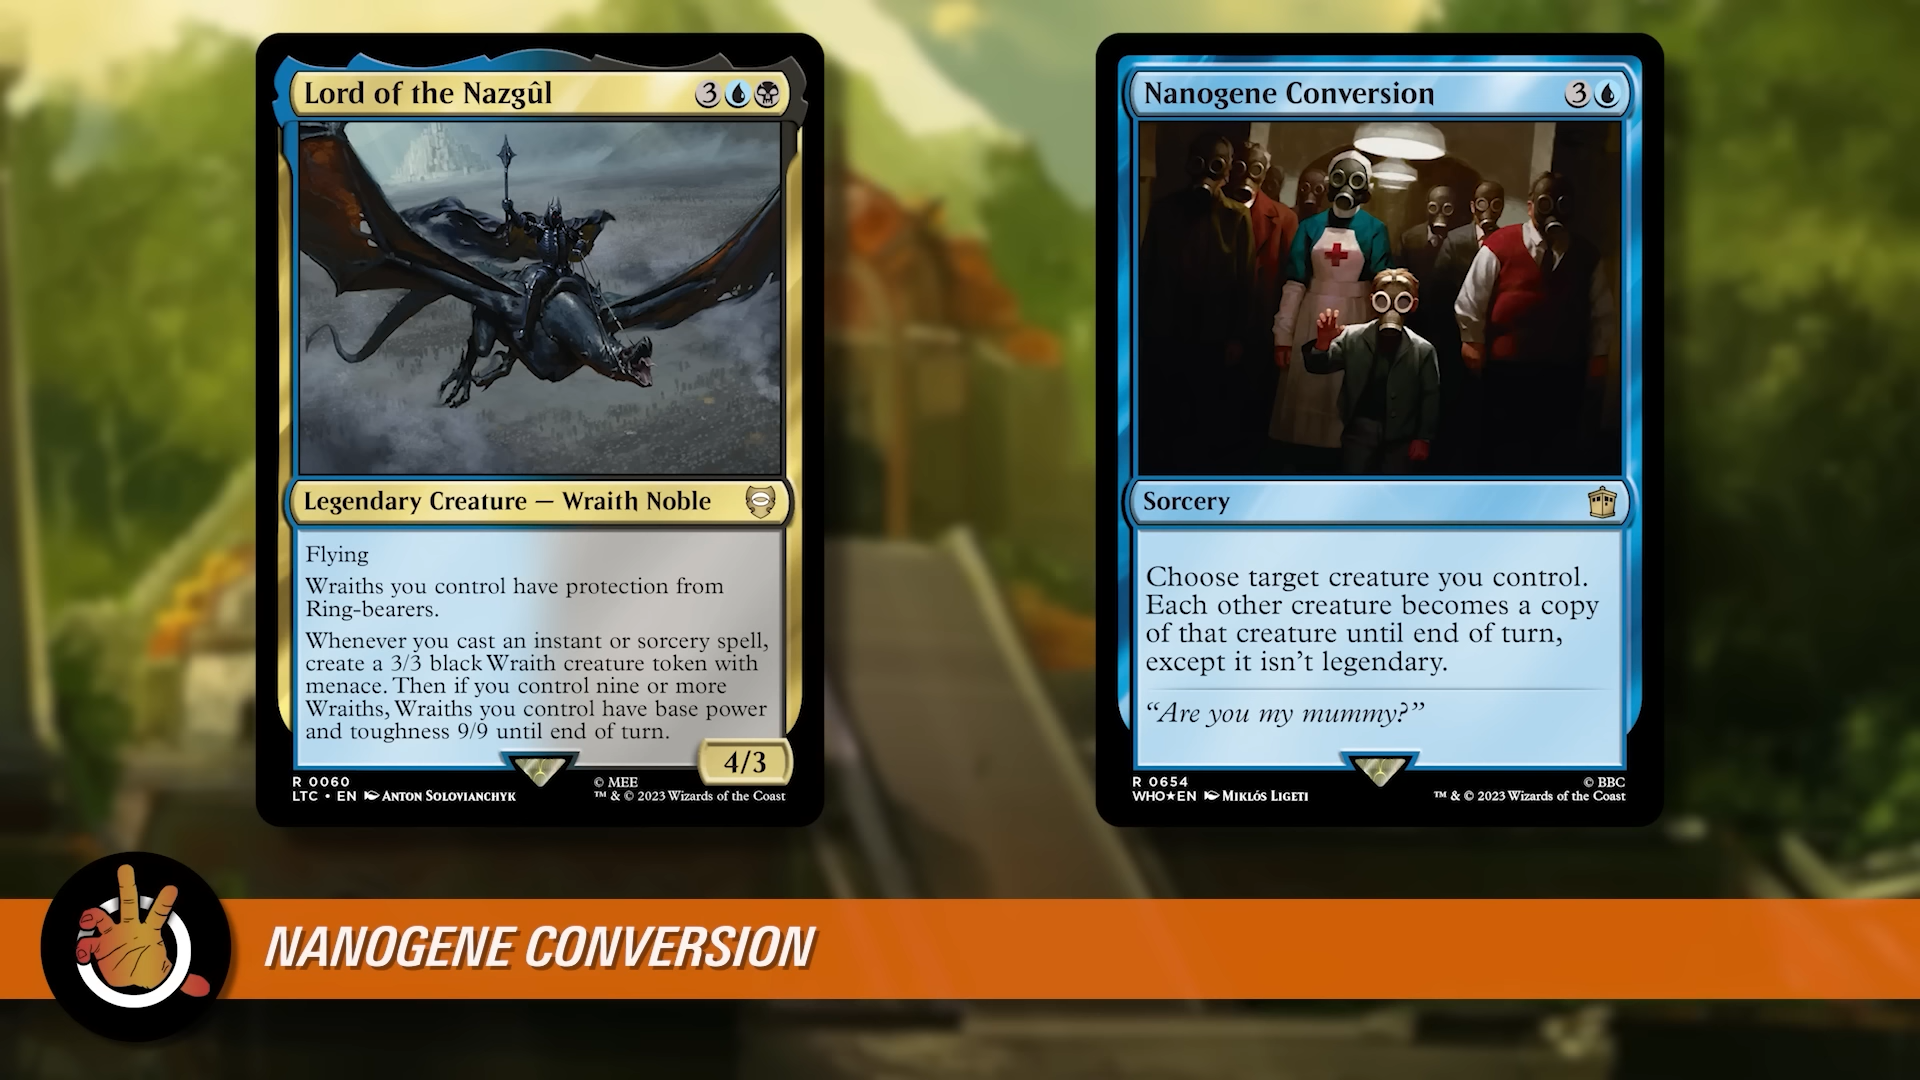 Lord of the Nazgûl 3
Legendary Creature — Wraith Noble
Flying
Wraiths you control have protection from
Ring-bearers.
Whenever you cast an instant or sorcery spell,
create a 3/3 black Wraith creature token with
menace. Then if you control nine or more
Wraiths, Wraiths you control have base power
and toughness 9/9 until end of turn.
4/3
R 0060
LTC • EN ANTON SOLOVIANCHYK
© MEE
™ & © 2023 Wizards of the Coast
Nanogene Conversion 3
Sorcery
Choose target creature you control.
Each other creature becomes a copy
of that creature until end of turn,
except it isn't legendary.
“Are you my mummy?”
R 0654
WHO★EN MIKLÓS LIGETI
© BBC
™ & © 2023 Wizards of the Coast
NANOGENE CONVERSION